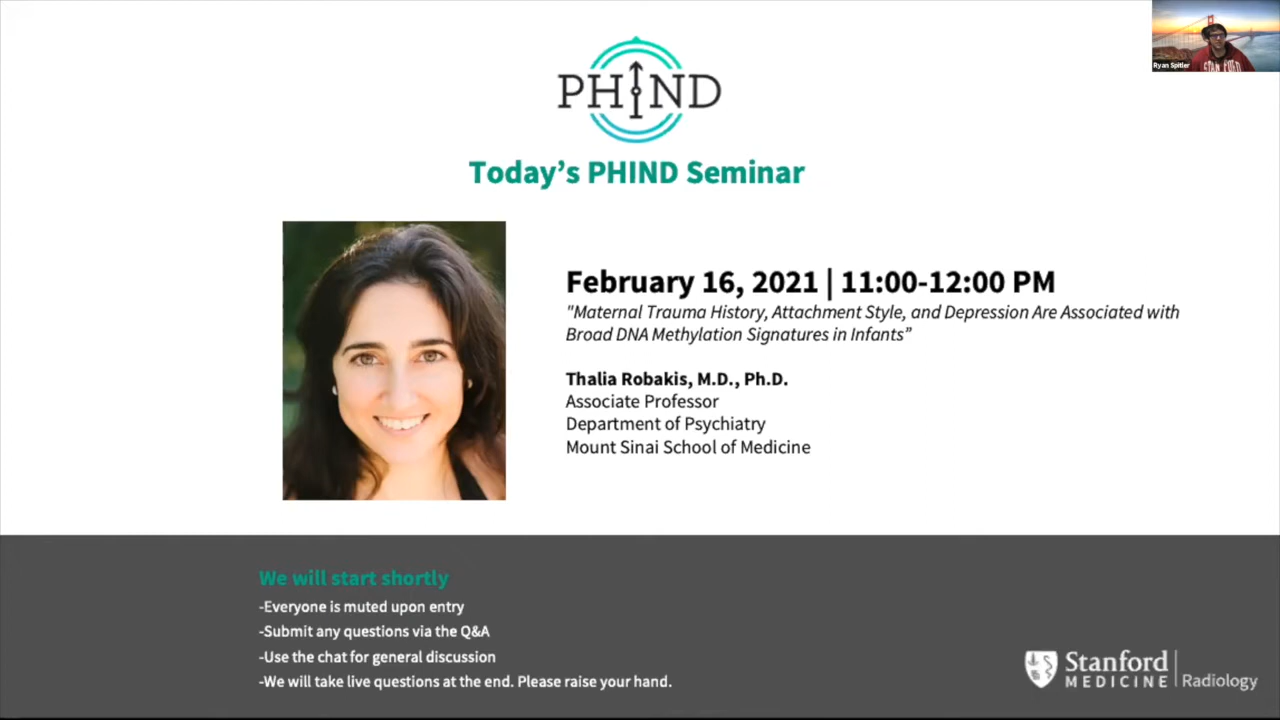 Ryan Spitler
STANFORD
PHIND
Today's PHIND Seminar
February 16, 2021 | 11:00-12:00 PM
"Maternal Trauma History, Attachment Style, and Depression Are Associated with
Broad DNA Methylation Signatures in Infants”
Thalia Robakis, M.D., Ph.D.
Associate Professor
Department of Psychiatry
Mount Sinai School of Medicine
We will start shortly
-Everyone is muted upon entry
-Submit any questions via the Q&A
-Use the chat for general discussion
-We will take live questions at the end. Please raise your hand.
Stanford
MEDICINE
Radiology